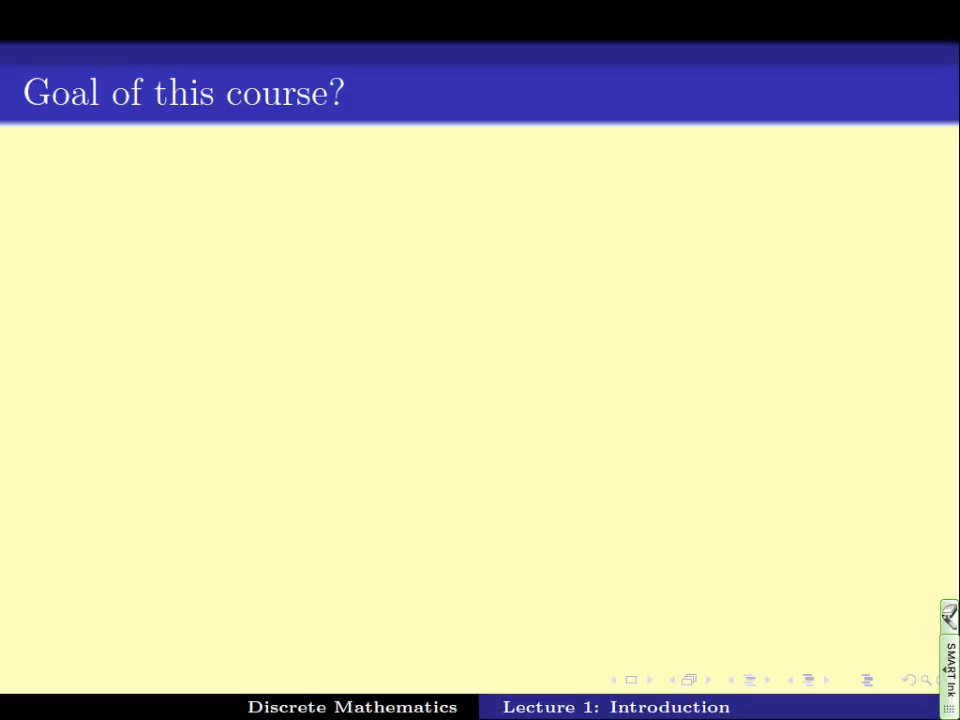 Goal of this course?
SMART Ink
Discrete Mathematics
Lecture 1: Introduction